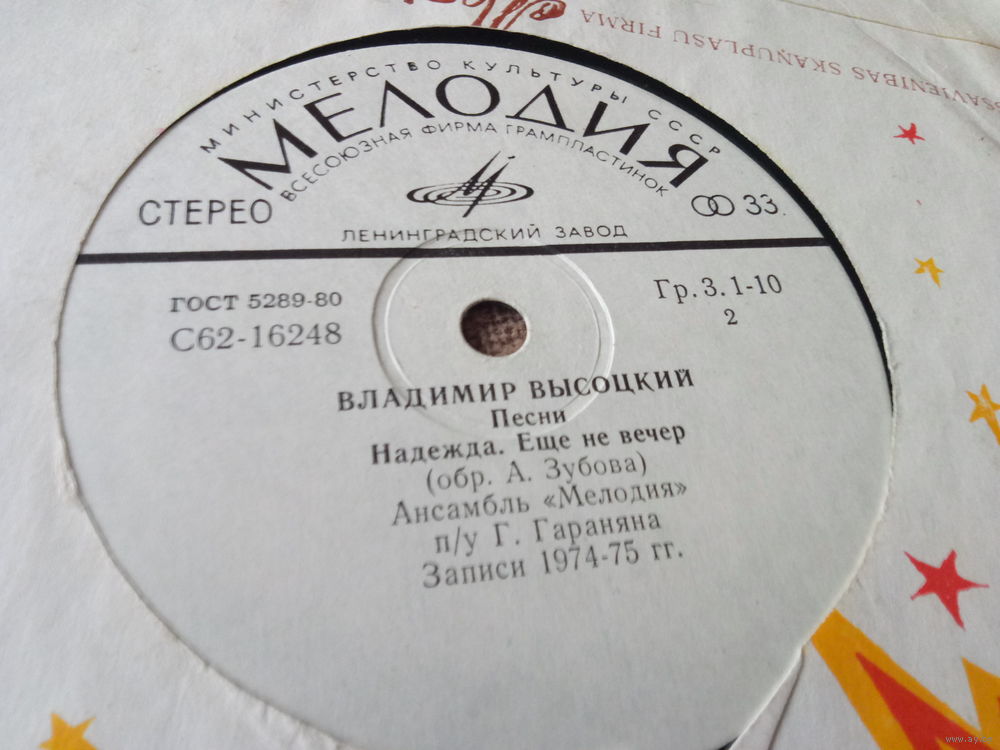 SAVIENĪBAS SKAŅUPLAŠU FIRMA
МИНИСТЕРСТВО КУЛЬТУРЫ СССР
МЕЛОДИЯ
ВСЕСОЮЗНАЯ ФИРМА ГРАМПЛАСТИНОК
СТЕРЕО
33
ЛЕНИНГРАДСКИЙ ЗАВОД
ГОСТ 5289-80
Гр. 3. 1-10
С62-16248
2
ВЛАДИМИР ВЫСОЦКИЙ
Песни
Надежда. Еще не вечер
(обр. А. Зубова)
Ансамбль «Мелодия»
п/у Г. Гараняна
Записи 1974-75 гг.